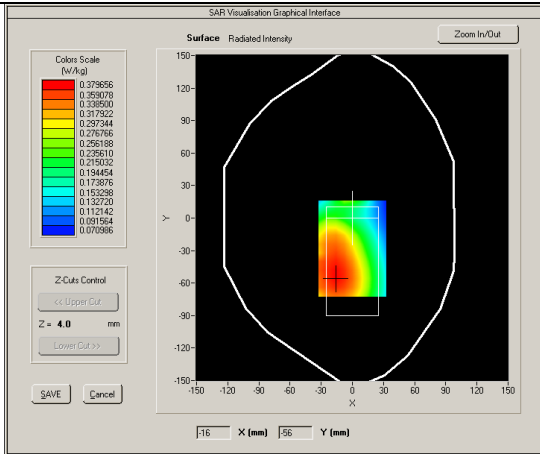 SAR Visualisation Graphical Interface
Surface Radiated Intensity
Zoom In/Out
Colors Scale
(W/kg)
0.379656
0.359078
0.338500
0.317922
0.297344
0.276766
0.256188
0.235610
0.215032
0.194454
0.173876
0.153298
0.132720
0.112142
0.091564
0.070986
Z-Cuts Control
<< Upper Cut
Z = 4.0 mm
Lower Cut >>
SAVE
Cancel
150
120
90
60
30
0
-30
-60
-90
-120
-150
Y
-150 -120 -90 -60 -30 0 30 60 90 120 150
X
-16 X (mm) -56 Y (mm)